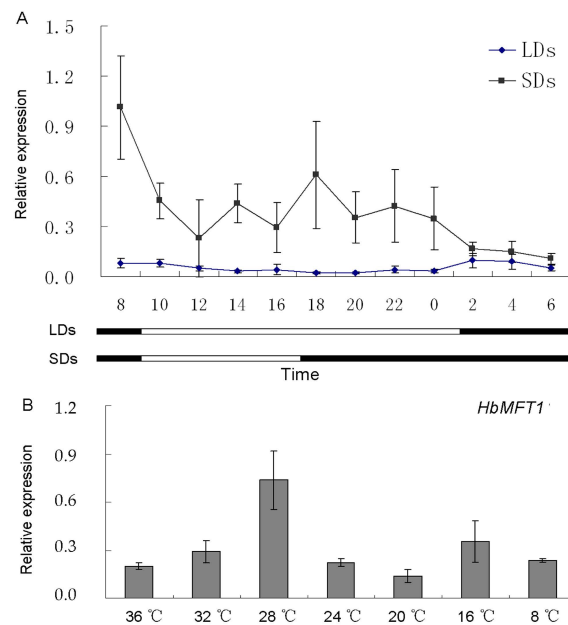 A
1.5
1.2
0.9
0.6
0.3
0.0
Relative expression
LDs
SDs
8 10 12 14 16 18 20 22 0 2 4 6
LDs
SDs
Time
B
HbMFT1
1.2
0.9
0.6
0.3
0.0
Relative expression
36 ℃ 32 ℃ 28 ℃ 24 ℃ 20 ℃ 16 ℃ 8 ℃